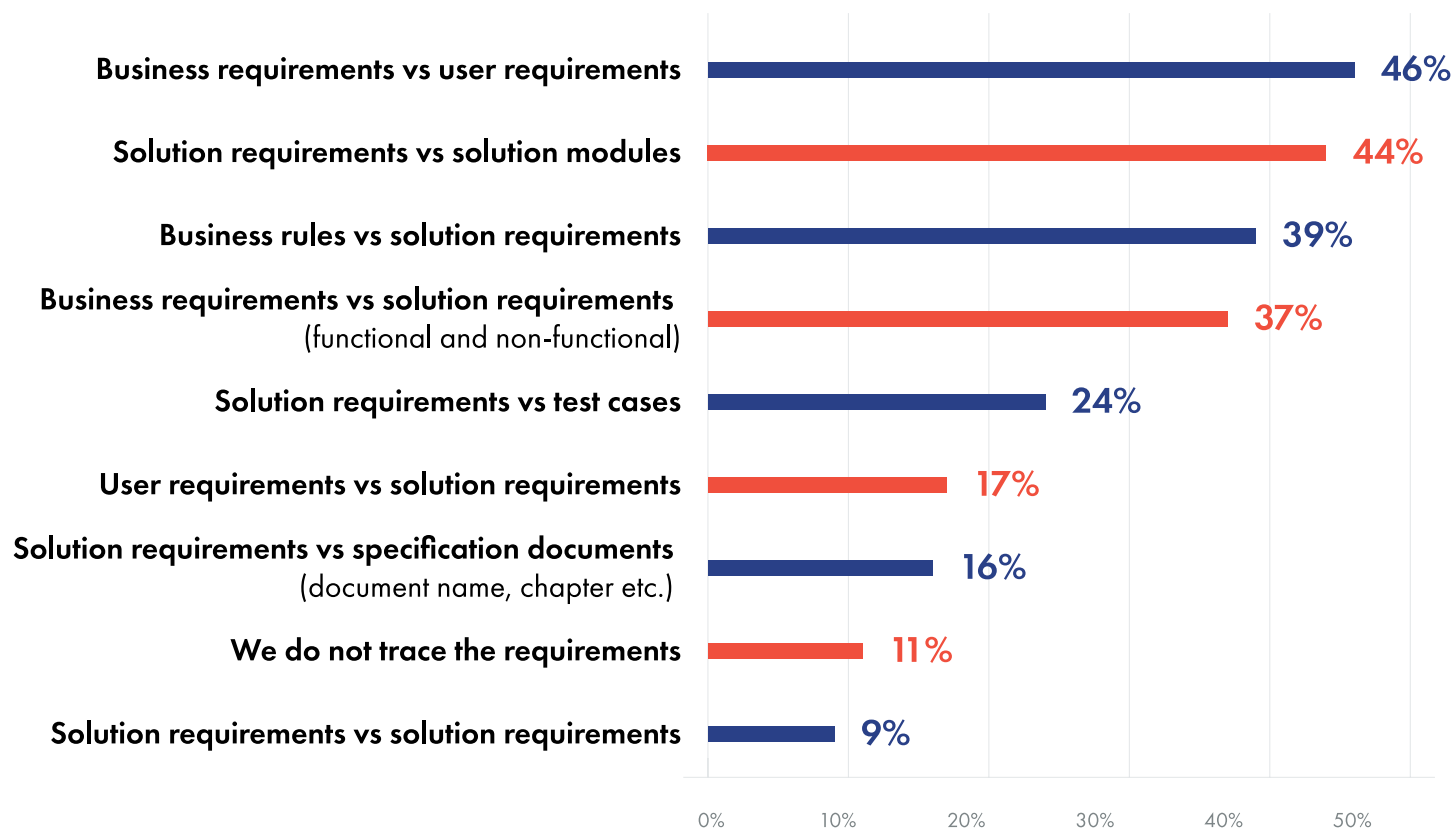 Business requirements vs user requirements 46%
Solution requirements vs solution modules 44%
Business rules vs solution requirements 39%
Business requirements vs solution requirements
(functional and non-functional) 37%
Solution requirements vs test cases 24%
User requirements vs solution requirements 17%
Solution requirements vs specification documents
(document name, chapter etc.) 16%
We do not trace the requirements 11%
Solution requirements vs solution requirements 9%
0% 10% 20% 30% 40% 50%